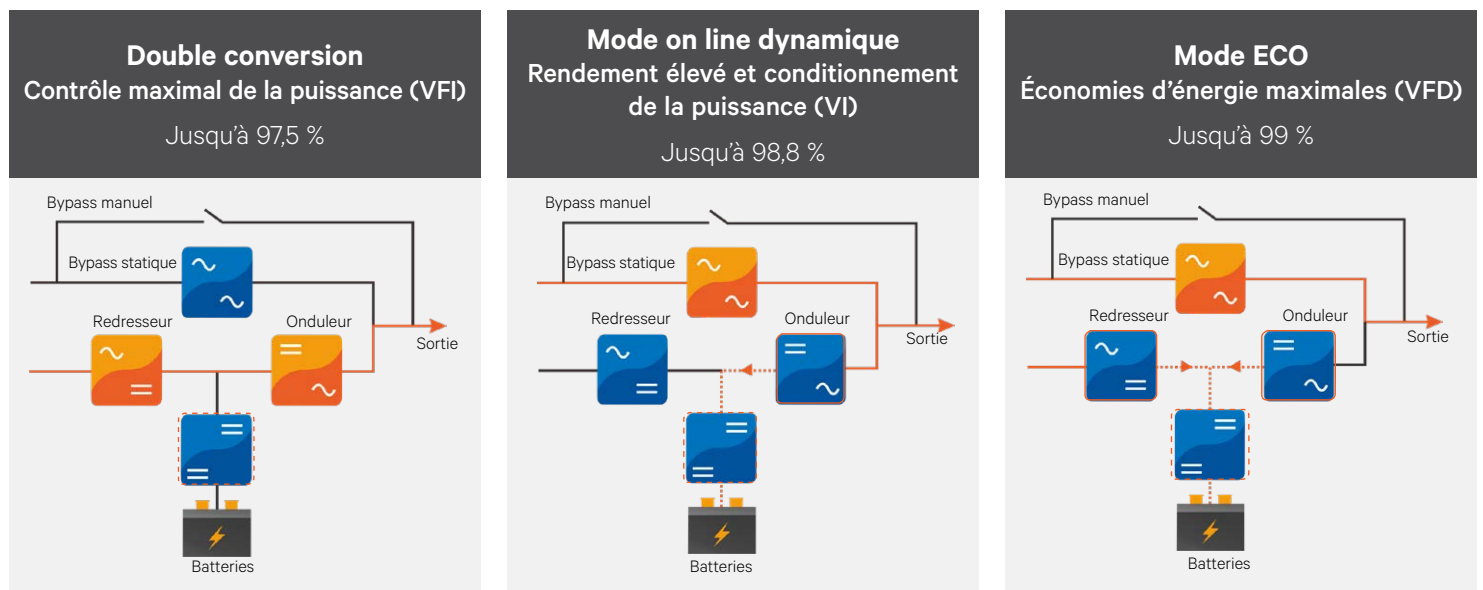 Double conversion
Contrôle maximal de la puissance (VFI)
Jusqu'à 97,5 %
Bypass manuel
Bypass statique
Redresseur
Onduleur
Sortie
Batteries
Mode on line dynamique
Rendement élevé et conditionnement
de la puissance (VI)
Jusqu'à 98,8 %
Bypass manuel
Bypass statique
Redresseur
Onduleur
Sortie
Batteries
Mode ECO
Économies d'énergie maximales (VFD)
Jusqu'à 99 %
Bypass manuel
Bypass statique
Redresseur
Onduleur
Sortie
Batteries